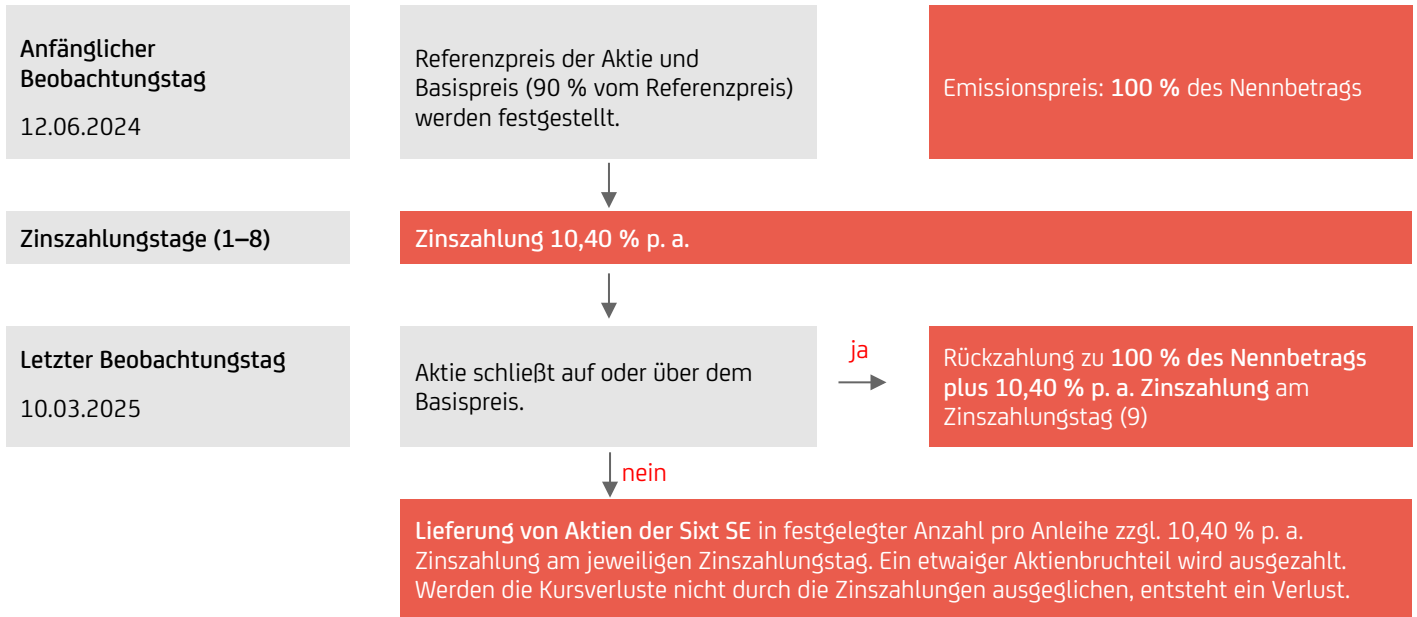 Anfänglicher
Beobachtungstag
12.06.2024
Referenzpreis der Aktie und
Basispreis (90 % vom Referenzpreis)
werden festgestellt.
Emissionspreis: 100 % des Nennbetrags
Zinszahlungstage (1–8)
Zinszahlung 10,40 % p. a.
Letzter Beobachtungstag
10.03.2025
Aktie schließt auf oder über dem
Basispreis.
ja
Rückzahlung zu 100 % des Nennbetrags
plus 10,40 % p. a. Zinszahlung am
Zinszahlungstag (9)
nein
Lieferung von Aktien der Sixt SE in festgelegter Anzahl pro Anleihe zzgl. 10,40 % p. a.
Zinszahlung am jeweiligen Zinszahlungstag. Ein etwaiger Aktienbruchteil wird ausgezahlt.
Werden die Kursverluste nicht durch die Zinszahlungen ausgeglichen, entsteht ein Verlust.